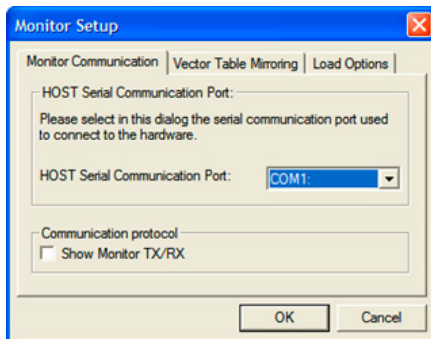 Monitor Setup
Monitor Communication Vector Table Mirroring Load Options
HOST Serial Communication Port:
Please select in this dialog the serial communication port used
to connect to the hardware.
HOST Serial Communication Port: COM1:
Communication protocol
Show Monitor TX/RX
OK Cancel